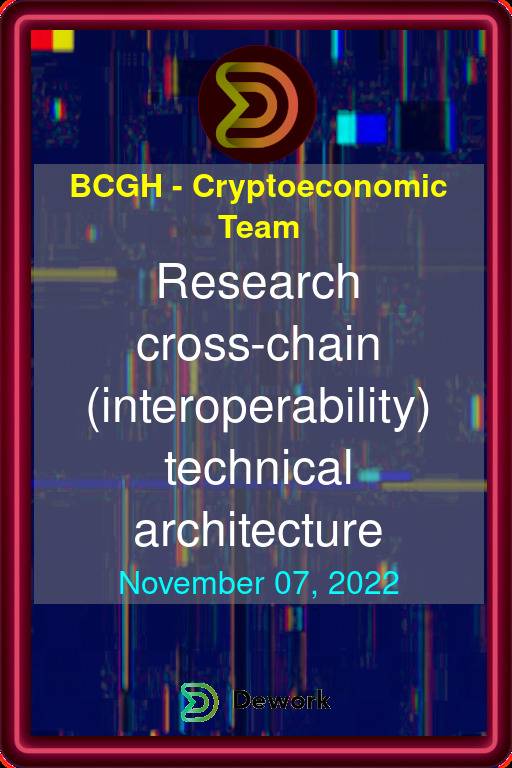 BCGH - Cryptoeconomic
Team
Research
cross-chain
(interoperability)
technical
architecture
November 07, 2022
Dework